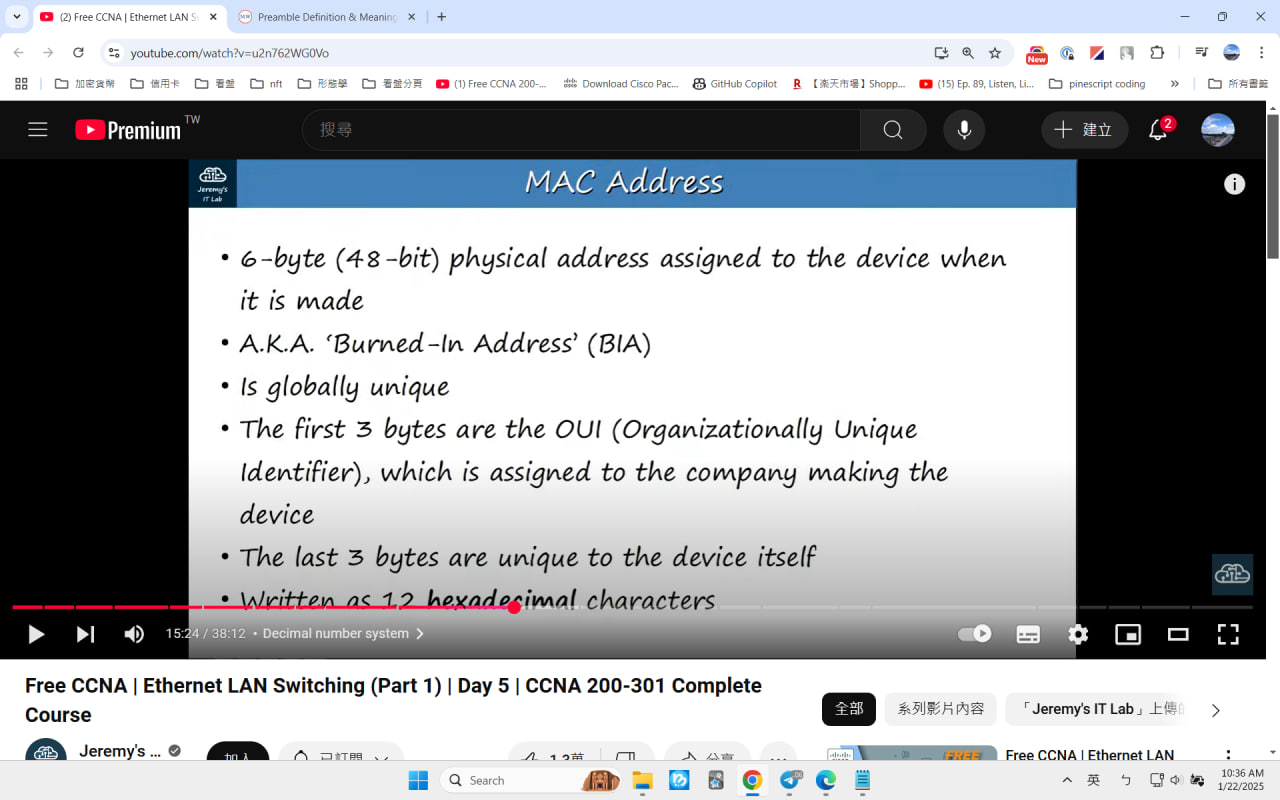 (2) Free CCNA | Ethernet LAN S
Preamble Definition & Meaning
youtube.com/watch?v=u2n762WG0Vo
New
加密貨幣
信用卡
看盤
nft
形態學
看盤分頁
(1) Free CCNA 200-...
Download Cisco Pac...
GitHub Copilot
【楽天市場】Shopp...
(15) Ep. 89, Listen, Li...
pinescript coding
所有書籤
Premium TW
搜尋
建立
2
Jeremy's
IT Lab
MAC Address
• 6-byte (48-bit) physical address assigned to the device when
it is made
• A.K.A. ‘Burned-In Address’ (BIA)
• Is globally unique
• The first 3 bytes are the OUI (Organizationally Unique
Identifier), which is assigned to the company making the
device
• The last 3 bytes are unique to the device itself
• Written as 12 hexadecimal characters
15:24 / 38:12 • Decimal number system
Free CCNA | Ethernet LAN Switching (Part 1) | Day 5 | CCNA 200-301 Complete
Course
全部
系列影片內容
「Jeremy's IT Lab」上傳的
Jeremy's ...
加入
已訂閱
1.3萬
分享
FREE
Free CCNA | Ethernet LAN
Search
英
10:36 AM
1/22/2025